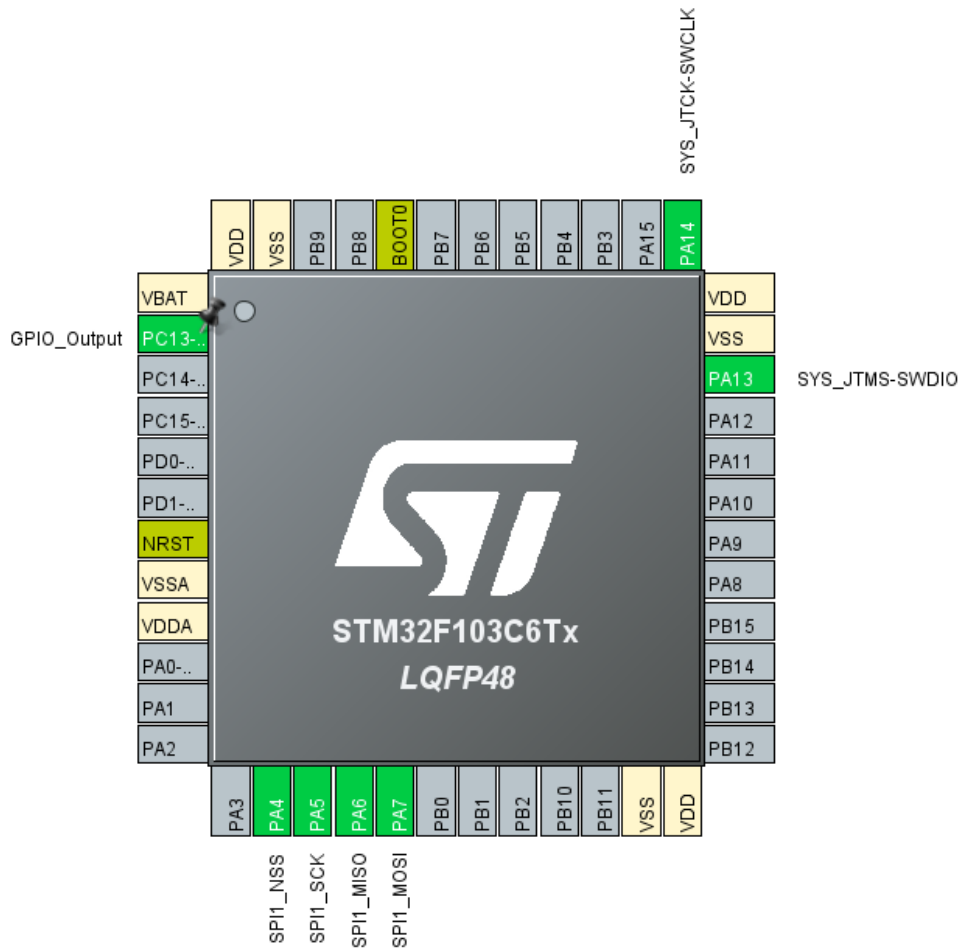 SYS_JTCK-SWCLK
VDD
VSS
PB9
PB8
BOOT0
PB7
PB6
PB5
PB4
PB3
PA15
PA14
VBAT
GPIO_Output
PC13-..
PC14-..
PC15-..
PD0-..
PD1-..
NRST
VSSA
VDDA
PA0-..
PA1
PA2
ST
STM32F103C6Tx
LQFP48
VDD
VSS
PA13
SYS_JTMS-SWDIO
PA12
PA11
PA10
PA9
PA8
PB15
PB14
PB13
PB12
PA3
PA4
PA5
PA6
PA7
PB0
PB1
PB2
PB10
PB11
VSS
VDD
SPI1_NSS
SPI1_SCK
SPI1_MISO
SPI1_MOSI